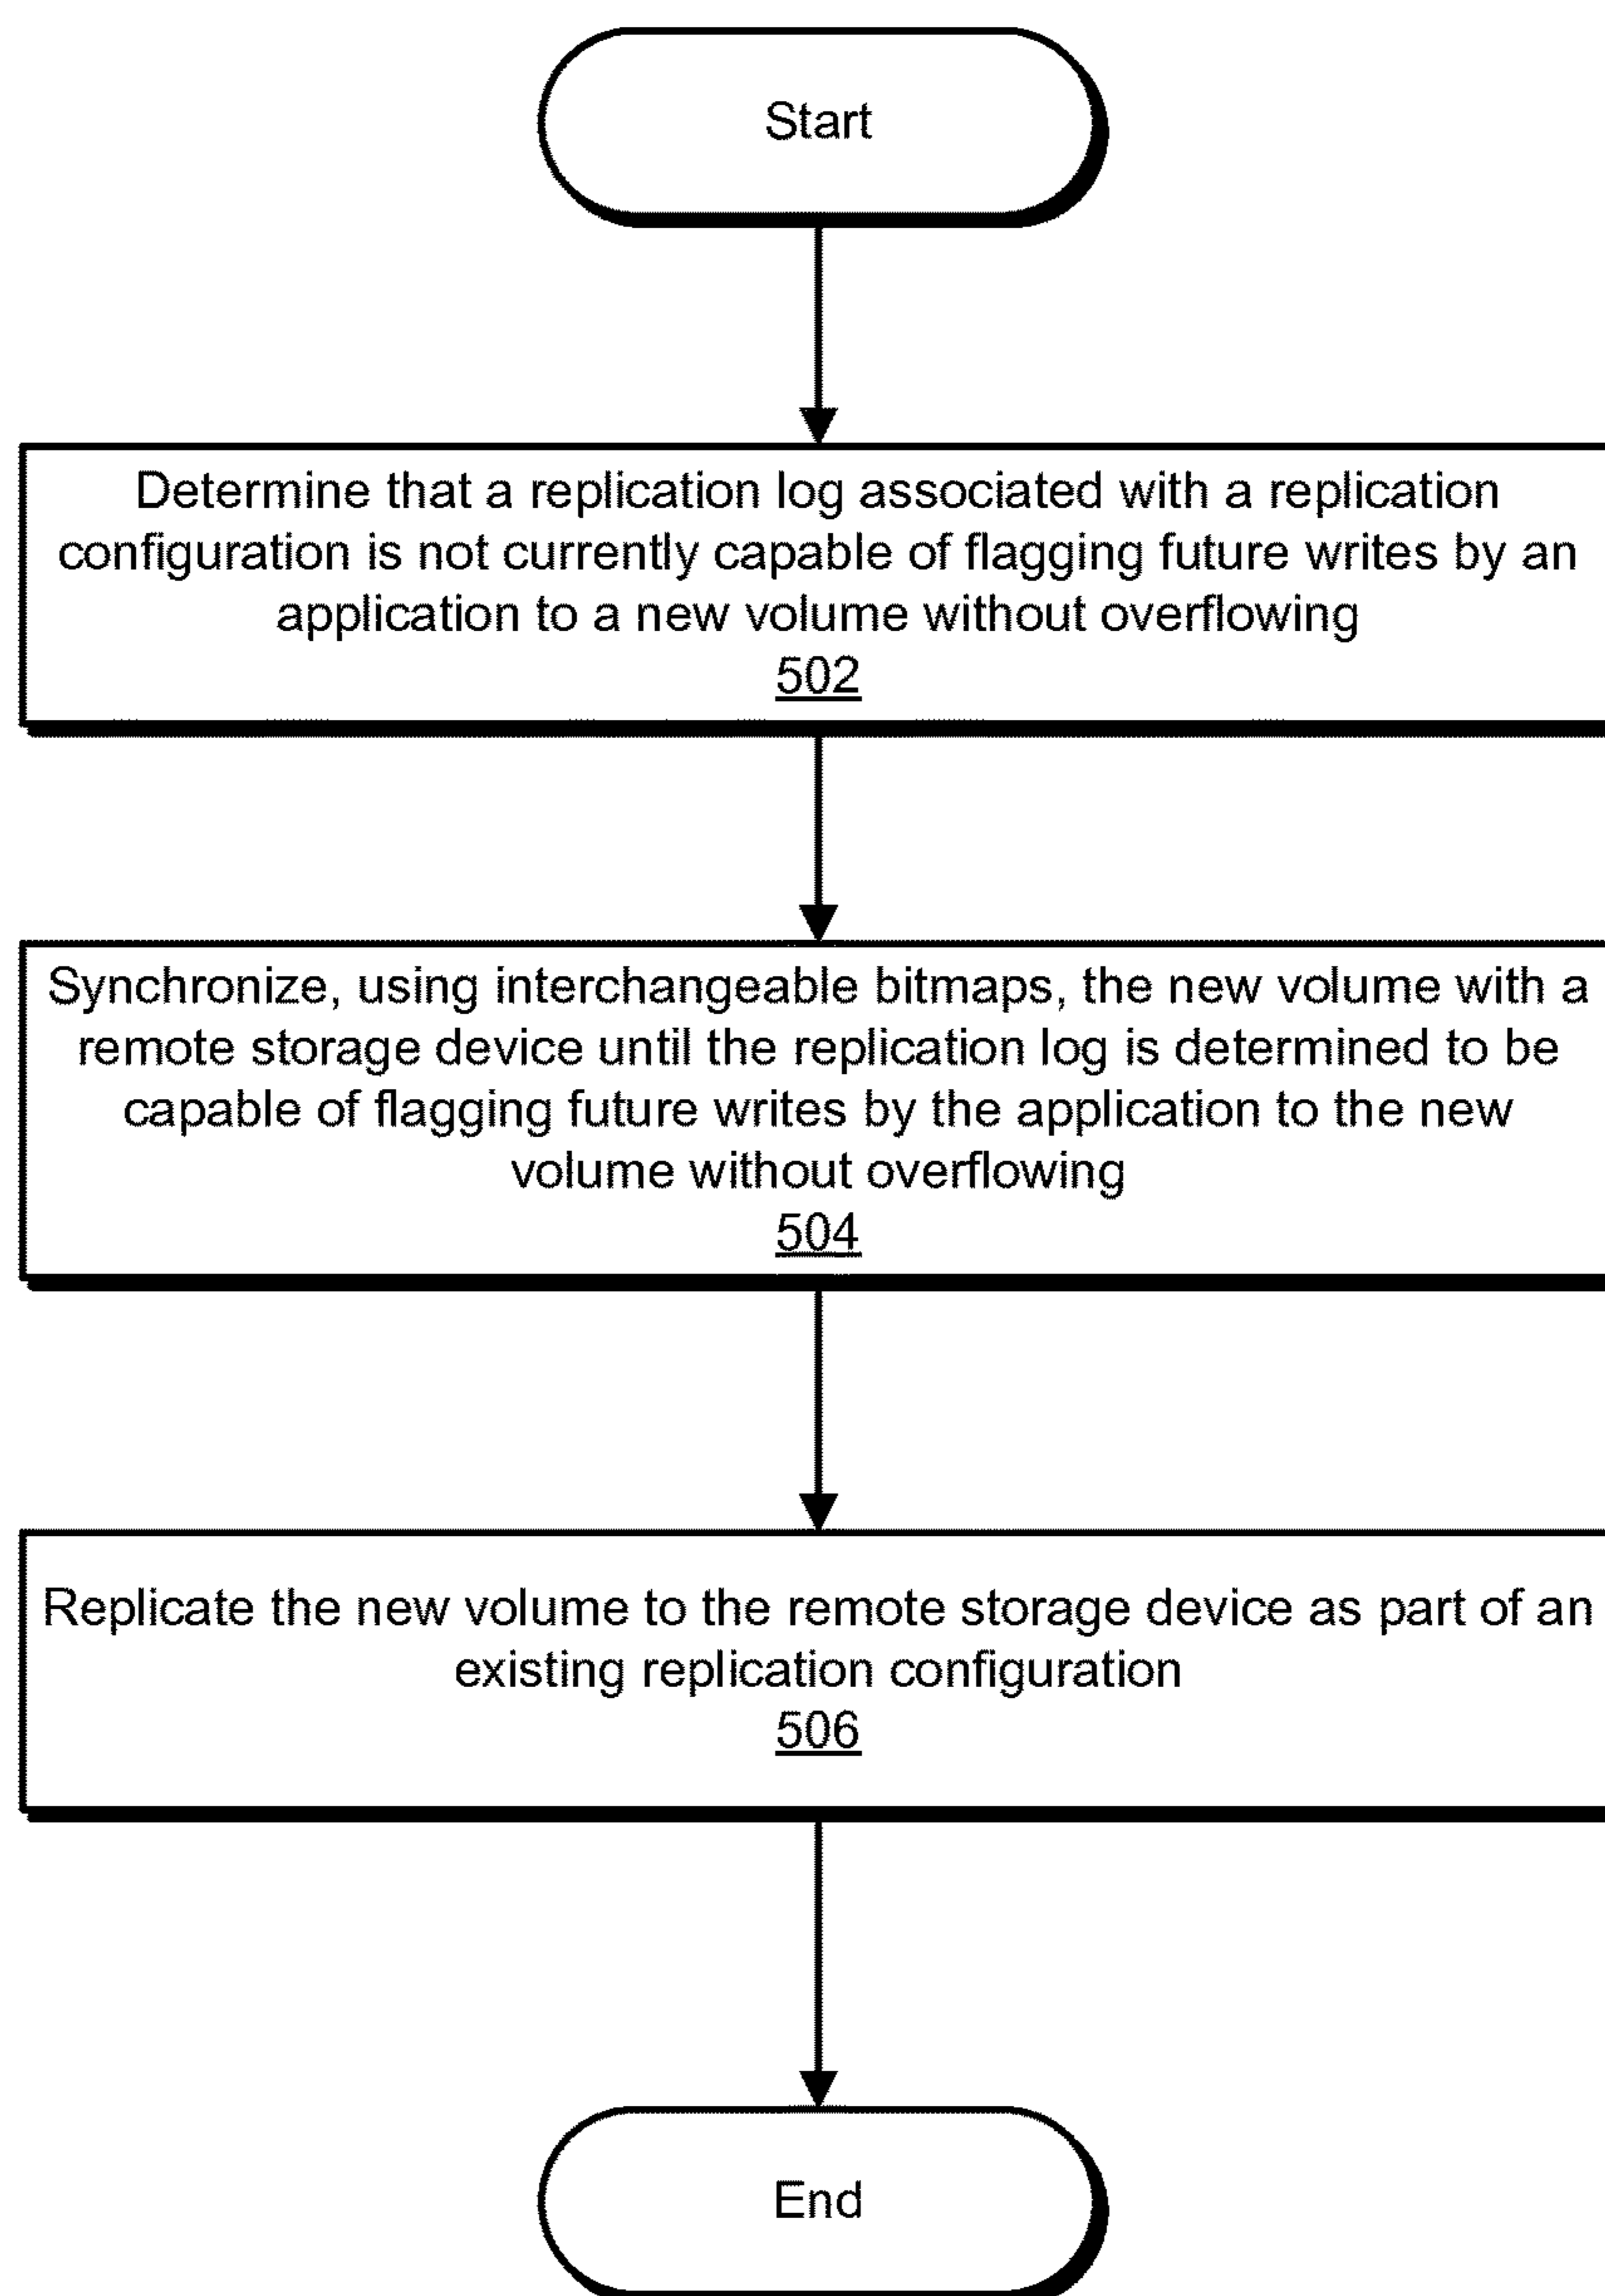 Start
Determine that a replication log associated with a replication
configuration is not currently capable of flagging future writes by an
application to a new volume without overflowing
502
Synchronize, using interchangeable bitmaps, the new volume with a
remote storage device until the replication log is determined to be
capable of flagging future writes by the application to the new
volume without overflowing
504
Replicate the new volume to the remote storage device as part of an
existing replication configuration
506
End